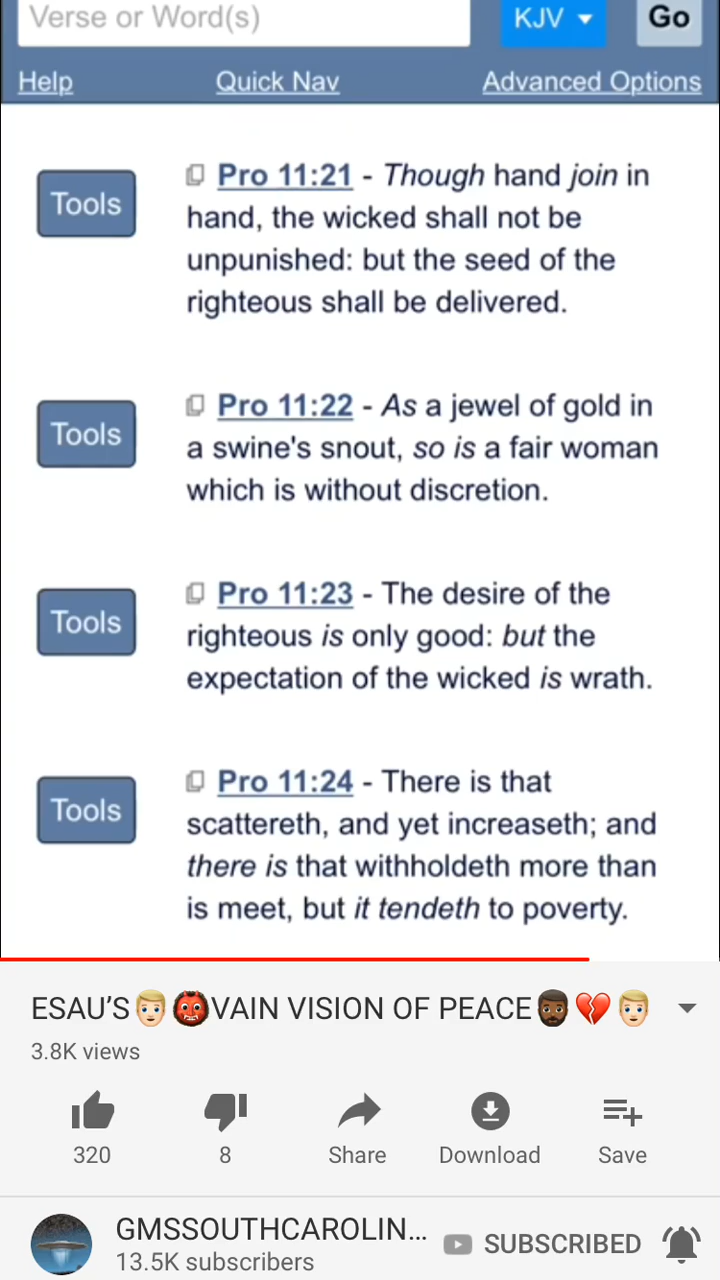 Verse or Word(s)
KJV
Go
Help
Quick Nav
Advanced Options
Tools
Pro 11:21 - Though hand join in
hand, the wicked shall not be
unpunished: but the seed of the
righteous shall be delivered.
Tools
Pro 11:22 - As a jewel of gold in
a swine's snout, so is a fair woman
which is without discretion.
Tools
Pro 11:23 - The desire of the
righteous is only good: but the
expectation of the wicked is wrath.
Tools
Pro 11:24 - There is that
scattereth, and yet increaseth; and
there is that withholdeth more than
is meet, but it tendeth to poverty.
ESAU’S👱🏼‍♂️👹VAIN VISION OF PEACE🧔🏾💔👱🏼‍♂️
3.8K views
320
8
Share
Download
Save
GMSSOUTHCAROLIN...
13.5K subscribers
SUBSCRIBED